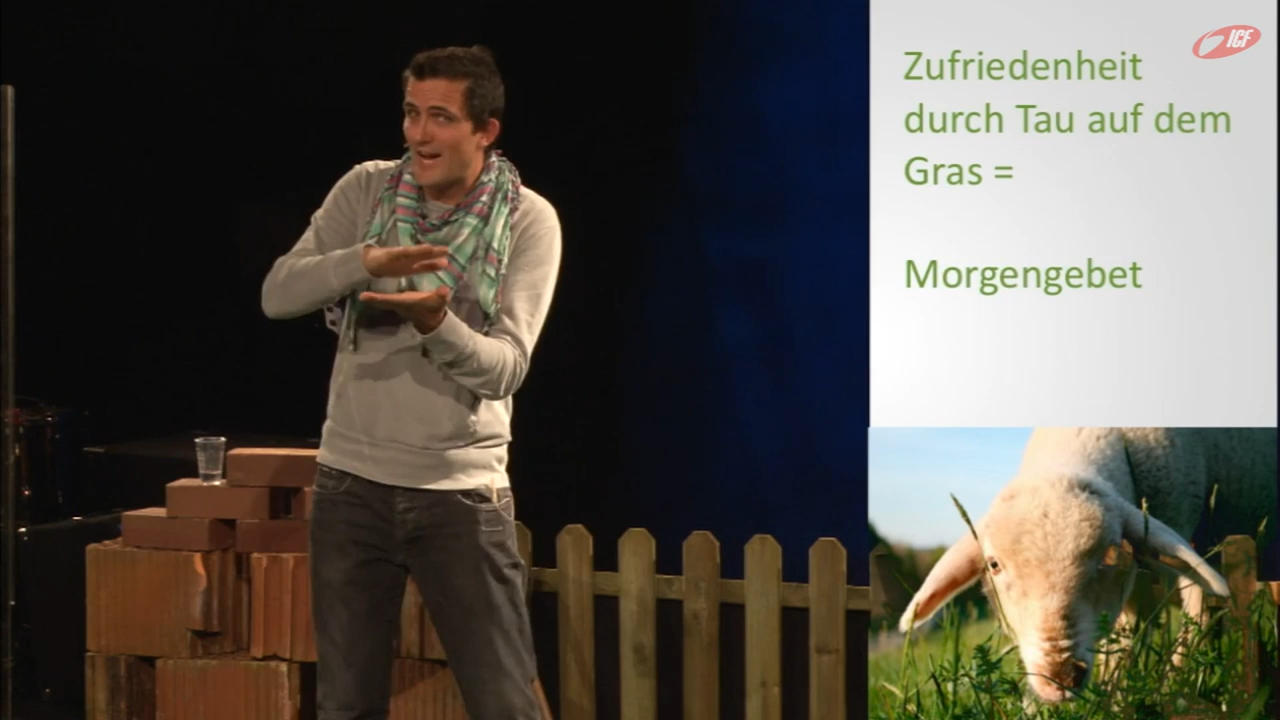 ICF
Zufriedenheit
durch Tau auf dem
Gras =
Morgengebet